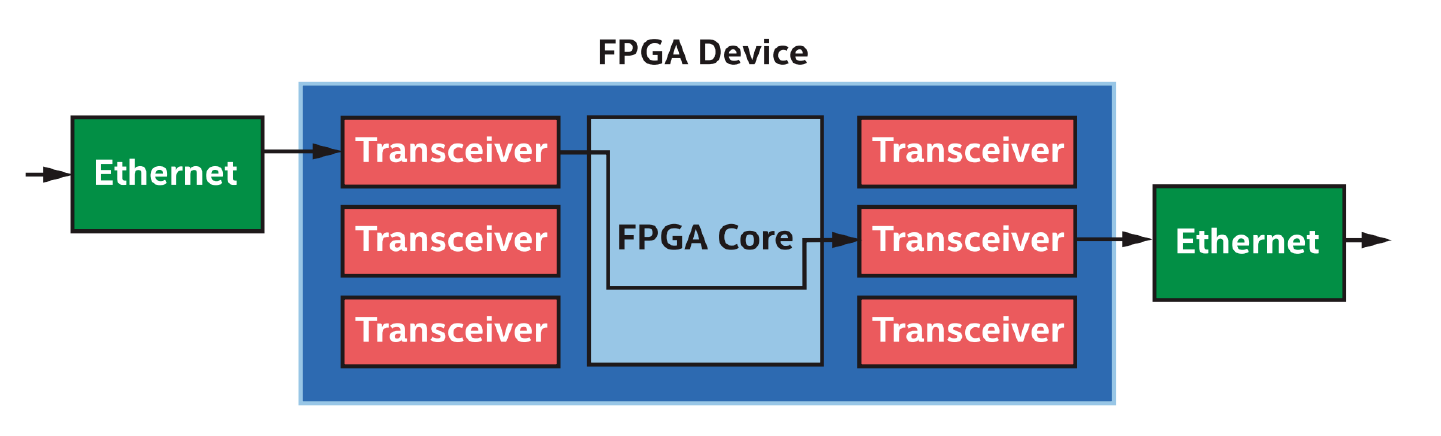 FPGA Device
Ethernet
Transceiver
Transceiver
Transceiver
FPGA Core
Transceiver
Transceiver
Transceiver
Ethernet